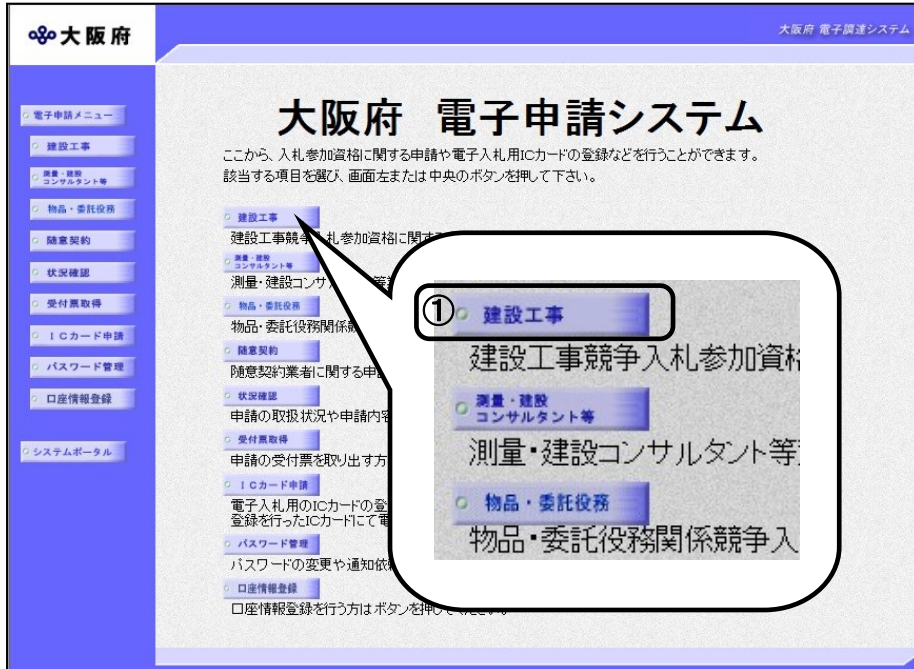 大阪府
大阪府 電子調達システム
電子申請メニュー
建設工事
測量・建設
コンサルタント等
物品・委託役務
随意契約
状況確認
受付票取得
ICカード申請
パスワード管理
口座情報登録
システムポータル
大阪府 電子申請システム
ここから、入札参加資格に関する申請や電子入札用ICカードの登録などを行うことができます。
該当する項目を選び、画面左または中央のボタンを押して下さい。
建設工事
建設工事競争入札参加資格に関する
測量・建設
コンサルタント等
測量・建設コンサ
物品・委託役務
物品・委託役務関係
随意契約
随意契約業者に関する申
状況確認
申請の取扱状況や申請内容
受付票取得
申請の受付票を取り出す方
ICカード申請
電子入札用のICカードの登
登録を行ったICカードにて電
パスワード管理
パスワードの変更や通知依
口座情報登録
口座情報登録を行う方はボタンを押してください。
① 建設工事
建設工事競争入札参加資格
測量・建設
コンサルタント等
測量・建設コンサルタント等
物品・委託役務
物品・委託役務関係競争入